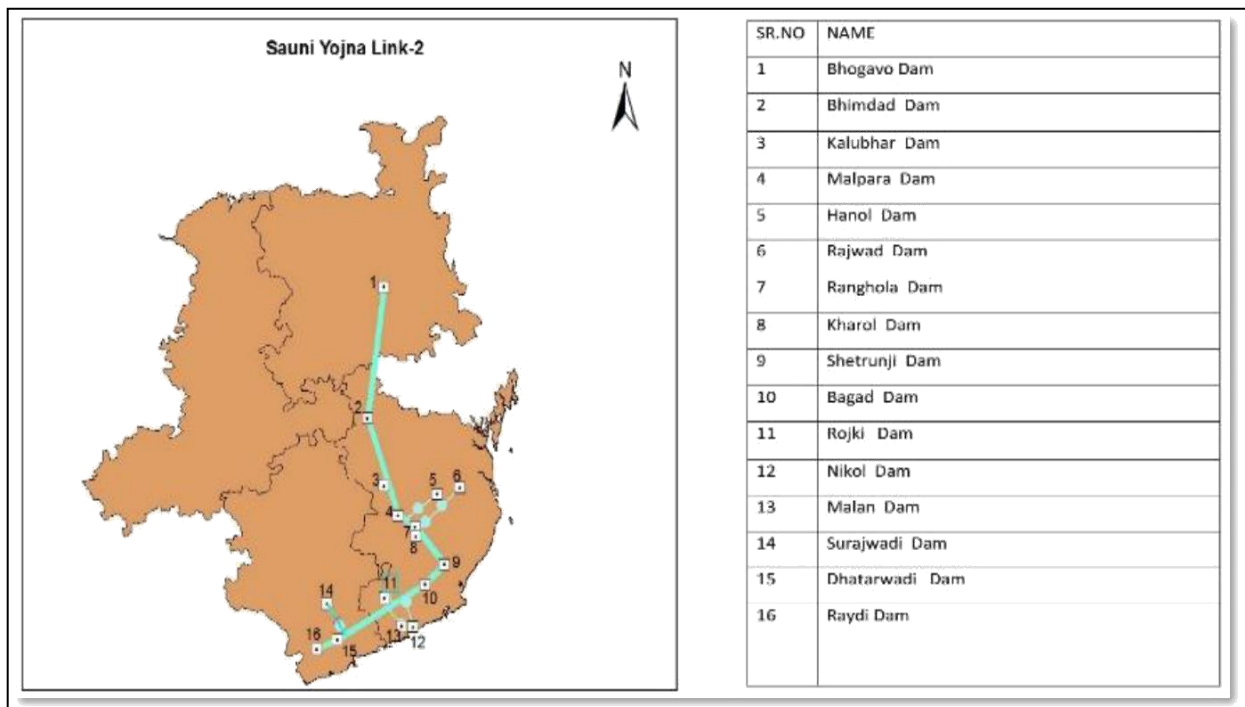 Sauni Yojna Link-2
N
1
2
3
5
6
4
7
8
9
11
10
14
13
12
16
15
SR.NO NAME
1 Bhogavo Dam
2 Bhimdad Dam
3 Kalubhar Dam
4 Malpara Dam
5 Hanol Dam
6 Rajwad Dam
7 Ranghola Dam
8 Kharol Dam
9 Shetrunji Dam
10 Bagad Dam
11 Rojki Dam
12 Nikol Dam
13 Malan Dam
14 Surajwadi Dam
15 Dhatarwadi Dam
16 Raydi Dam